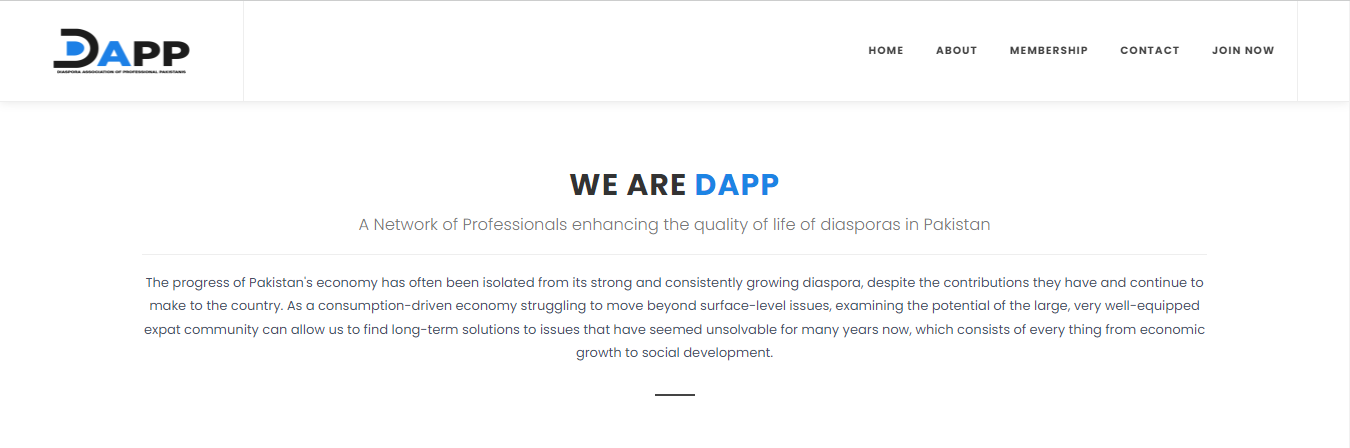 DAPP
DIASPORA ASSOCIATION OF PROFESSIONAL PAKISTANIS
HOME ABOUT MEMBERSHIP CONTACT JOIN NOW
WE ARE DAPP
A Network of Professionals enhancing the quality of life of diasporas in Pakistan
The progress of Pakistan's economy has often been isolated from its strong and consistently growing diaspora, despite the contributions they have and continue to
make to the country. As a consumption-driven economy struggling to move beyond surface-level issues, examining the potential of the large, very well-equipped
expat community can allow us to find long-term solutions to issues that have seemed unsolvable for many years now, which consists of every thing from economic
growth to social development.